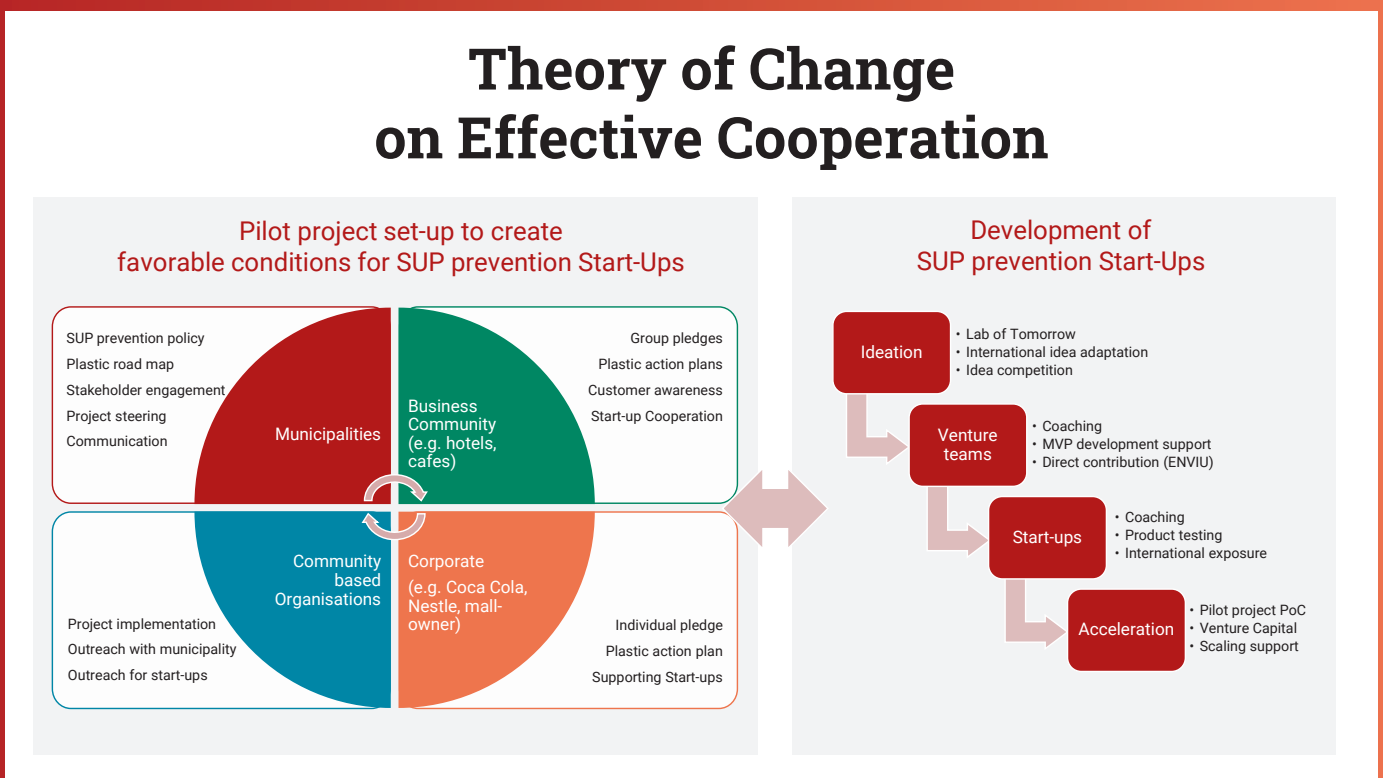 Theory of Change
on Effective Cooperation
Pilot project set-up to create
favorable conditions for SUP prevention Start-Ups
SUP prevention policy
Plastic road map
Stakeholder engagement
Project steering
Communication
Municipalities
Business
Community
(e.g. hotels,
cafes)
Group pledges
Plastic action plans
Customer awareness
Start-up Cooperation
Community
based
Organisations
Project implementation
Outreach with municipality
Outreach for start-ups
Corporate
(e.g. Coca Cola,
Nestle, mall-
owner)
Individual pledge
Plastic action plan
Supporting Start-ups
Development of
SUP prevention Start-Ups
Ideation
• Lab of Tomorrow
• International idea adaptation
• Idea competition
Venture
teams
• Coaching
• MVP development support
• Direct contribution (ENVIU)
Start-ups
• Coaching
• Product testing
• International exposure
Acceleration
• Pilot project PoC
• Venture Capital
• Scaling support